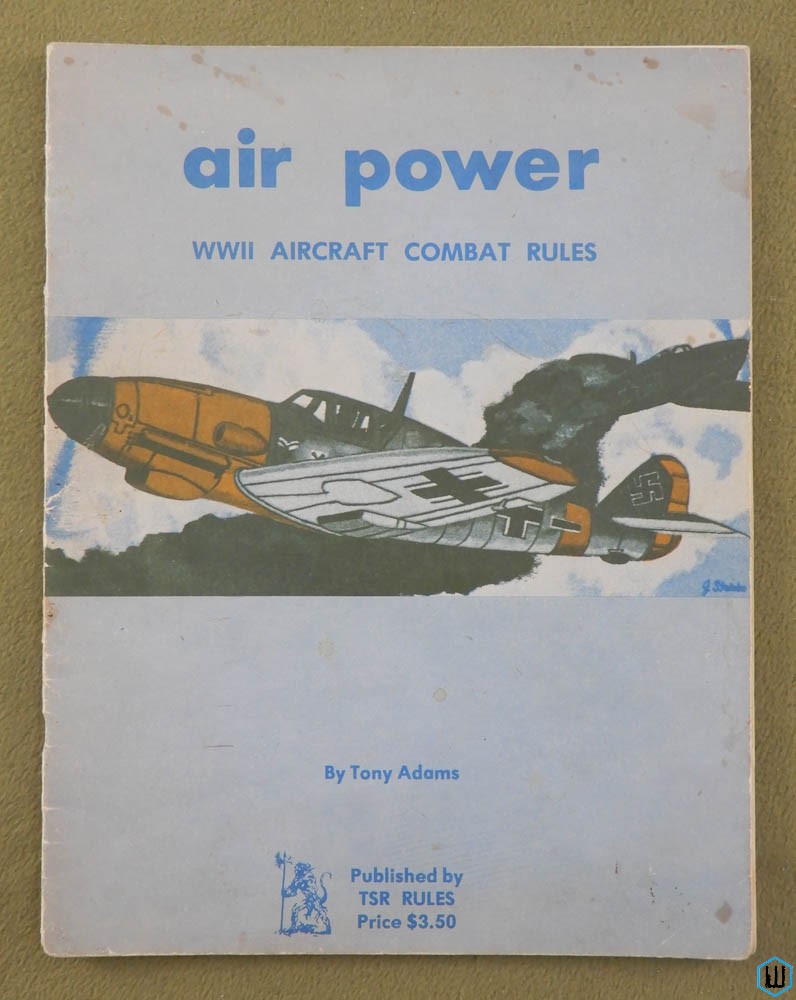 air power
WWII AIRCRAFT COMBAT RULES
By Tony Adams
Published by
TSR RULES
Price $3.50